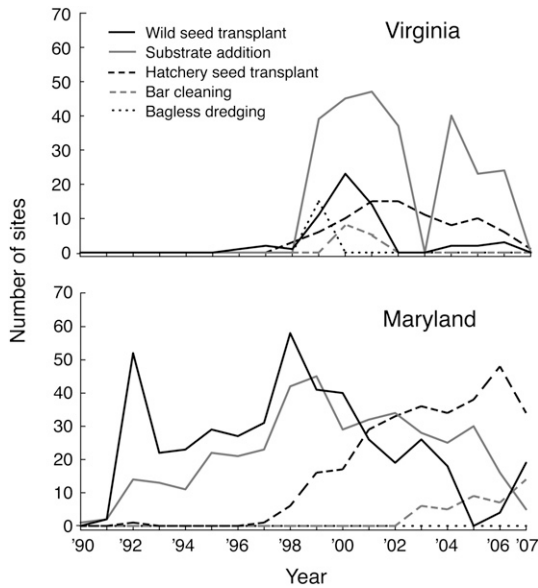 Virginia
Wild seed transplant
Substrate addition
Hatchery seed transplant
Bar cleaning
Bagless dredging
70
60
50
40
30
20
10
0
Number of sites
Maryland
70
60
50
40
30
20
10
0
'90 '92 '94 '96 '98 '00 '02 '04 '06 '07
Year